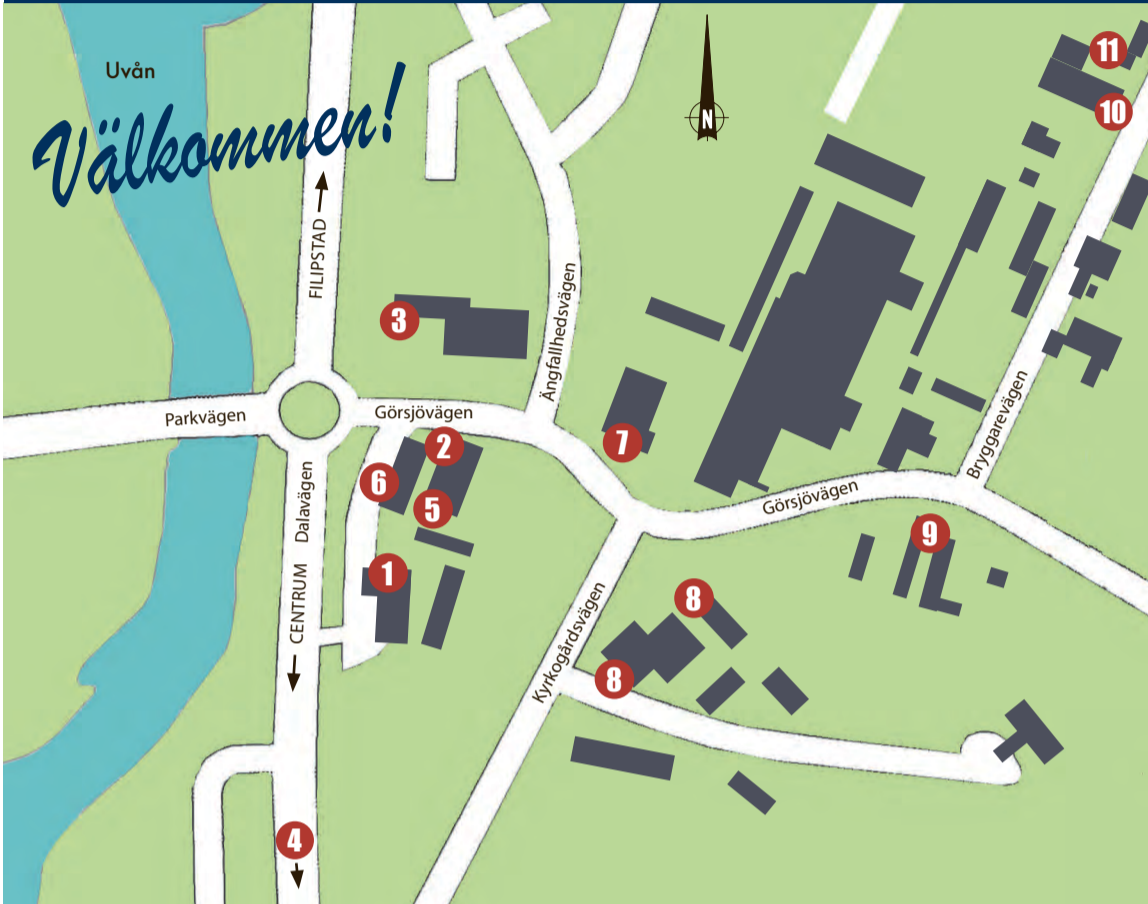 Uvån
Välkommen!
N
11
10
FILIPSTAD
3
Ängfallhedsvägen
Parkvägen
Görsjövägen
2
7
6
5
Dalavägen
CENTRUM
Görsjövägen
Bryggarevägen
9
1
8
8
Kyrkogårdsvägen
4